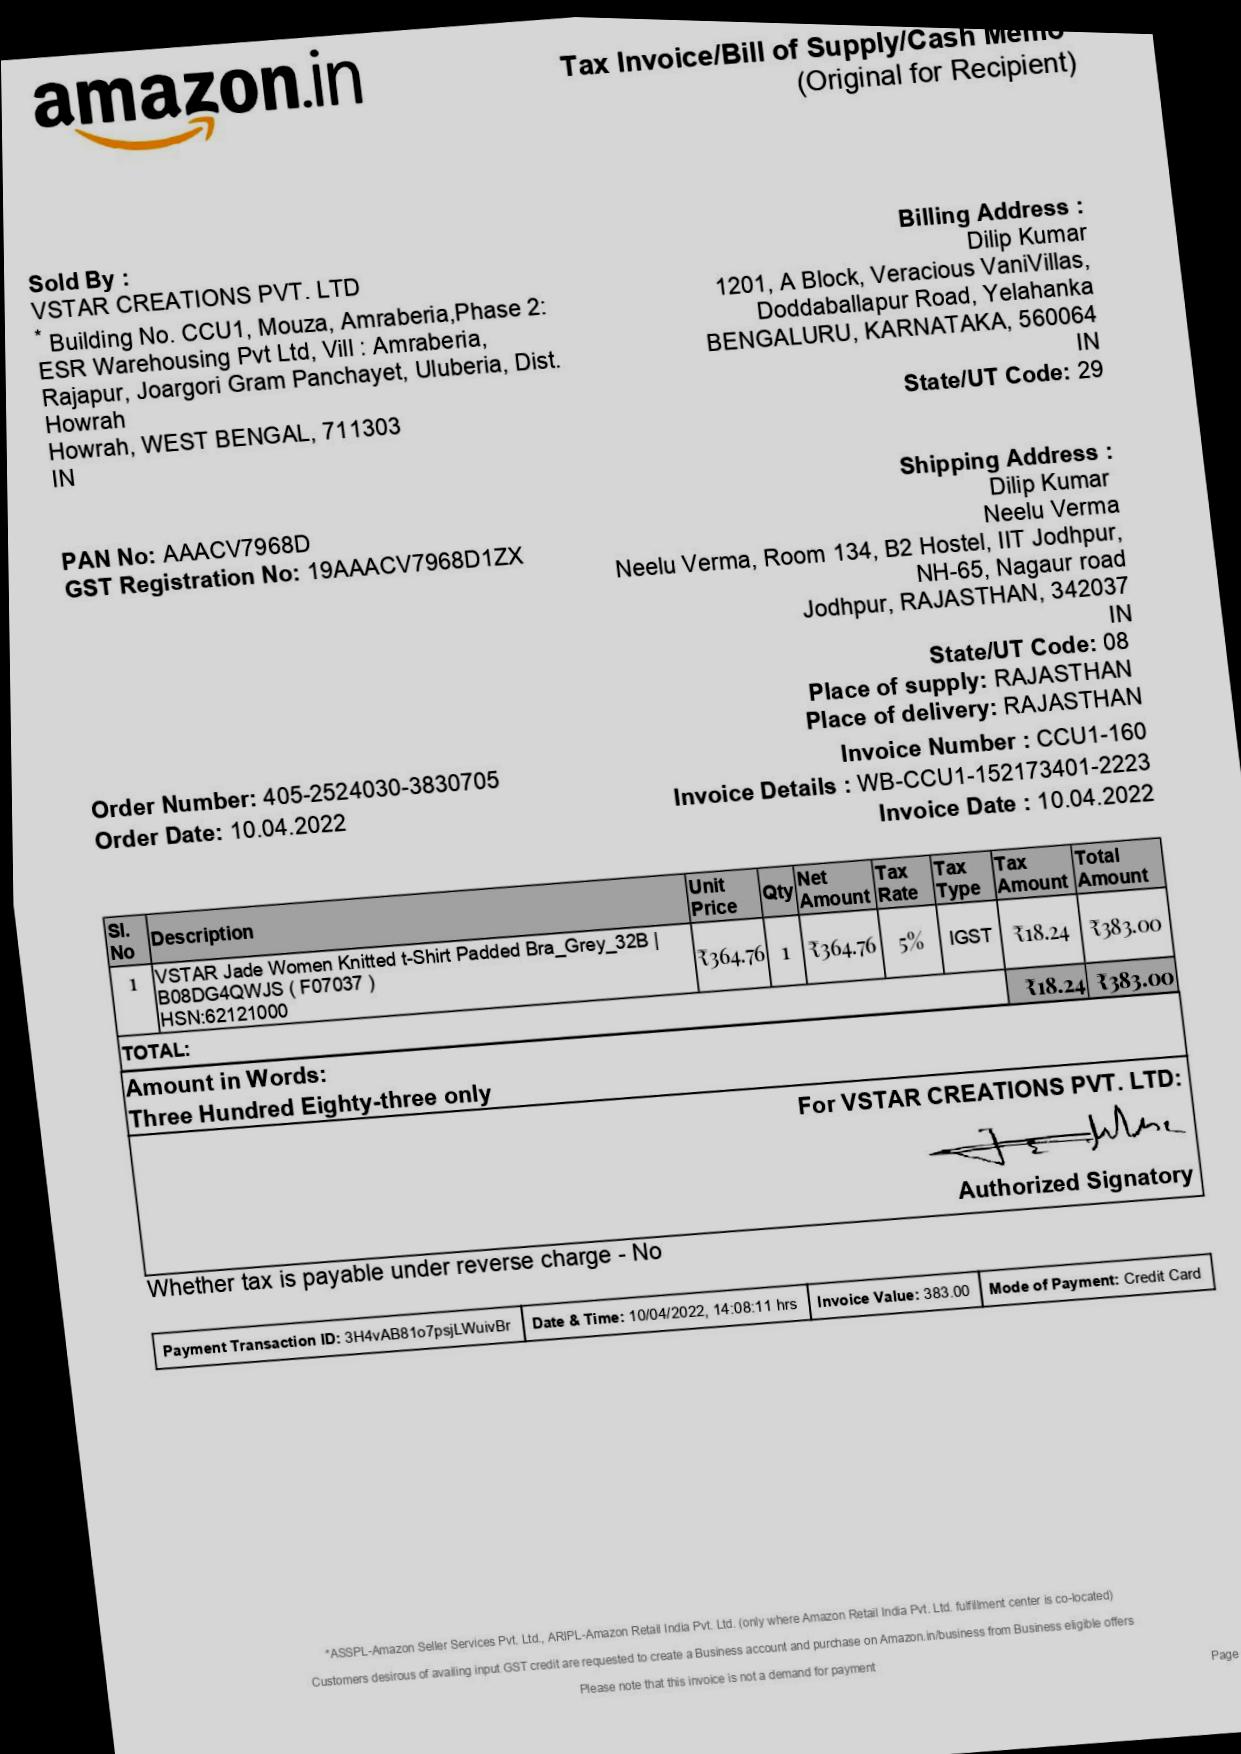 amazon.in
Tax Invoice/Bill of Supply/Cash Memo
(Original for Recipient)
Sold By :
VSTAR CREATIONS PVT. LTD
* Building No. CCU1, Mouza, Amraberia,Phase 2:
ESR Warehousing Pvt Ltd, Vill : Amraberia,
Rajapur, Joargori Gram Panchayet, Uluberia, Dist.
Howrah
Howrah, WEST BENGAL, 711303
IN
Billing Address :
Dilip Kumar
1201, A Block, Veracious VaniVillas,
Doddaballapur Road, Yelahanka
BENGALURU, KARNATAKA, 560064
IN
State/UT Code: 29
PAN No: AAACV7968D
GST Registration No: 19AAACV7968D1ZX
Shipping Address :
Dilip Kumar
Neelu Verma
Neelu Verma, Room 134, B2 Hostel, IIT Jodhpur,
NH-65, Nagaur road
Jodhpur, RAJASTHAN, 342037
IN
State/UT Code: 08
Place of supply: RAJASTHAN
Place of delivery: RAJASTHAN
Order Number: 405-2524030-3830705
Order Date: 10.04.2022
Invoice Number : CCU1-160
Invoice Details : WB-CCU1-152173401-2223
Invoice Date : 10.04.2022
Sl. No Description Unit Price Qty Net Amount Tax Rate Tax Type Tax Amount Total Amount
1 VSTAR Jade Women Knitted t-Shirt Padded Bra_Grey_32B | ₹364.76 1 ₹364.76 5% IGST ₹18.24 ₹383.00
B08DG4QWJS ( F07037 )
HSN:62121000
TOTAL: ₹18.24 ₹383.00
Amount in Words:
Three Hundred Eighty-three only
For VSTAR CREATIONS PVT. LTD:
Authorized Signatory
Whether tax is payable under reverse charge - No
Payment Transaction ID: 3H4vAB81o7psjLWuivBr Date & Time: 10/04/2022, 14:08:11 hrs Invoice Value: 383.00 Mode of Payment: Credit Card
*ASSPL-Amazon Seller Services Pvt. Ltd., ARIPL-Amazon Retail India Pvt. Ltd. (only where Amazon Retail India Pvt. Ltd. fulfillment center is co-located)
Customers desirous of availing input GST credit are requested to create a Business account and purchase on Amazon.in/business from Business eligible offers
Please note that this invoice is not a demand for payment
Page